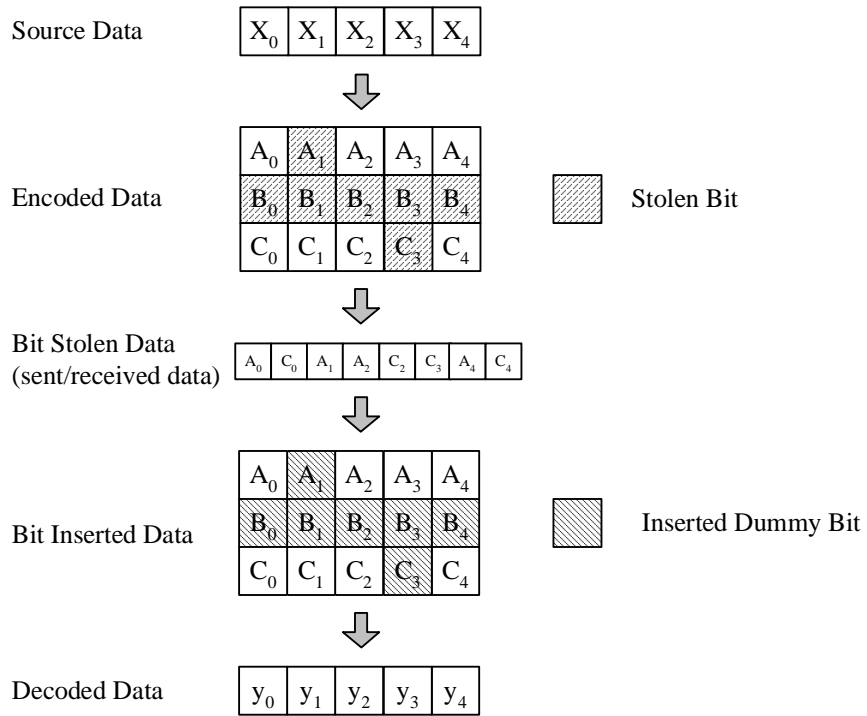 Source Data
X0 X1 X2 X3 X4
A0 A1 A2 A3 A4
Encoded Data
B0 B1 B2 B3 B4
Stolen Bit
C0 C1 C2 C3 C4
Bit Stolen Data
(sent/received data)
A0 C0 A1 A2 C2 C3 A4 C4
A0 A1 A2 A3 A4
Bit Inserted Data
B0 B1 B2 B3 B4
Inserted Dummy Bit
C0 C1 C2 C3 C4
Decoded Data
y0 y1 y2 y3 y4